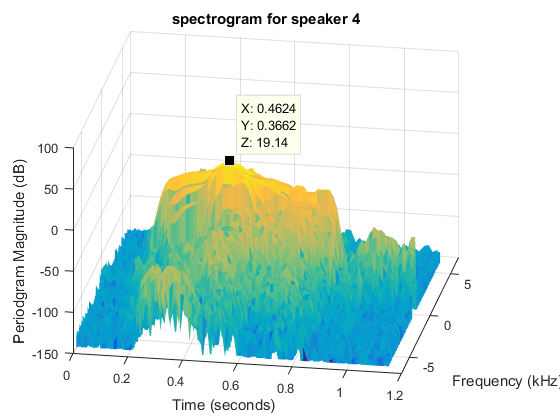 spectrogram for speaker 4
X: 0.4624
Y: 0.3662
Z: 19.14
100
50
0
-50
-100
-150
Periodgram Magnitude (dB)
0
0.2
0.4
0.6
0.8
1
1.2
Time (seconds)
5
0
-5
Frequency (kHz)